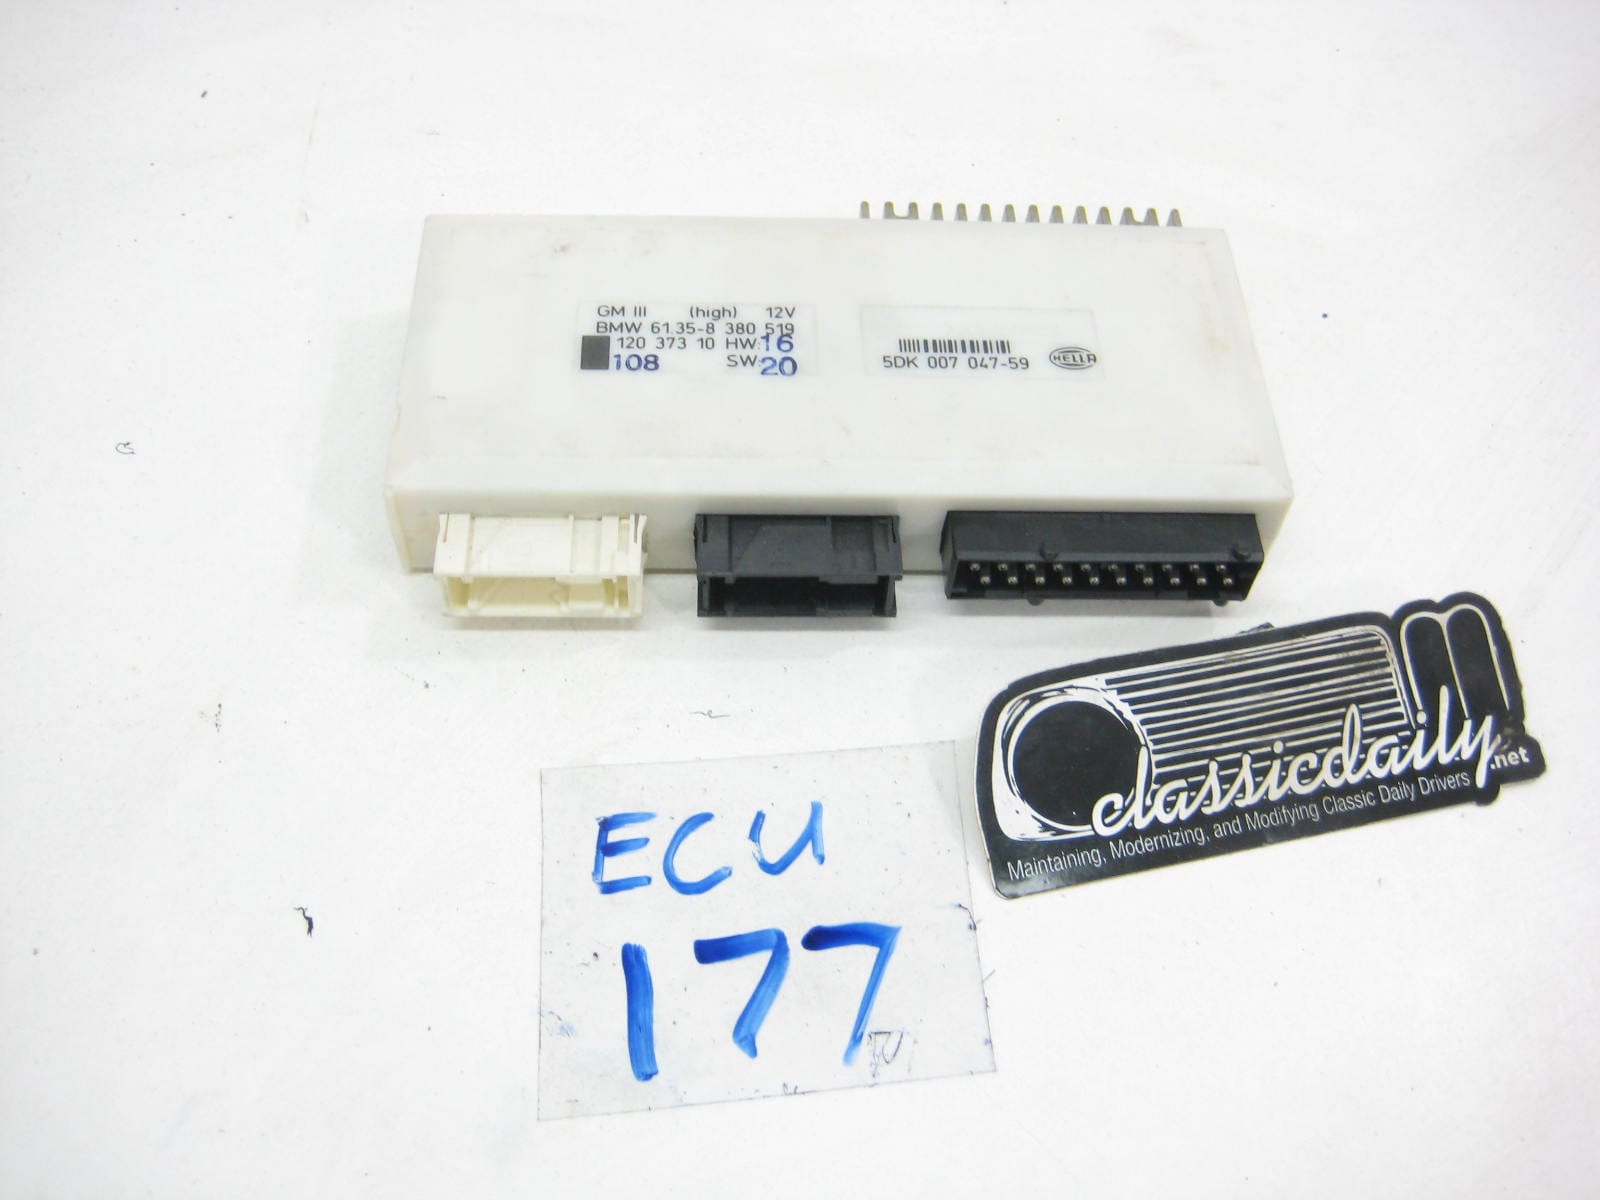 GM III (high) 12V
BMW 61.35-8 380 519
120 373 10 HW:16
108 SW:20
5DK 007 047-59
HELLA
classicdaily.net
Maintaining, Modernizing, and Modifying Classic Daily Drivers
ECU
177